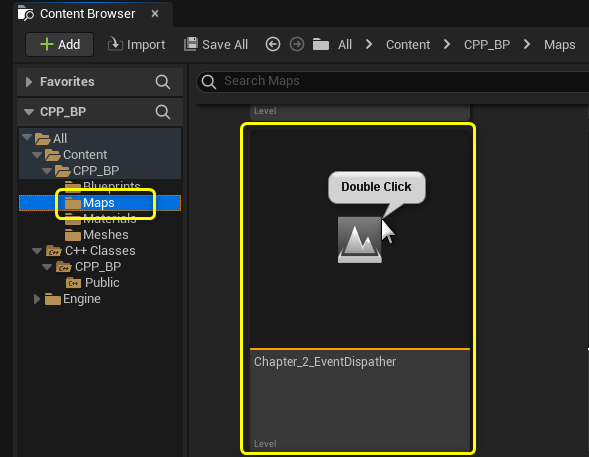 Content Browser ×
+ Add Import Save All All > Content > CPP_BP > Maps
Favorites
Search Maps
CPP_BP
Level
All
Content
CPP_BP
Blueprints
Maps
Materials
Meshes
C++ Classes
CPP_BP
Public
Engine
Double Click
Chapter_2_EventDispather
Level